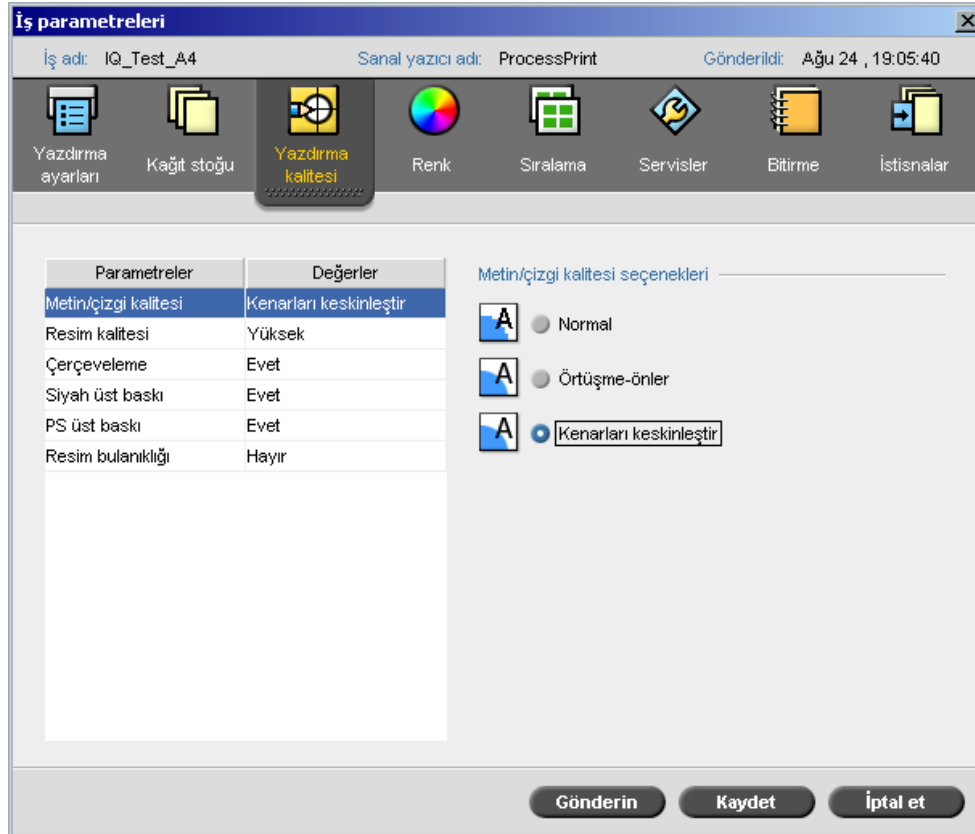 İş parametreleri
İş adı: IQ_Test_A4 Sanal yazıcı adı: ProcessPrint Gönderildi: Ağu 24 , 19:05:40
Yazdırma ayarları
Kağıt stoğu
Yazdırma kalitesi
Renk
Sıralama
Servisler
Bitirme
İstisnalar
Parametreler Değerler
Metin/çizgi kalitesi Kenarları keskinleştir
Resim kalitesi Yüksek
Çerçeveleme Evet
Siyah üst baskı Evet
PS üst baskı Evet
Resim bulanıklığı Hayır
Metin/çizgi kalitesi seçenekleri
A Normal
A Örtüşme-önler
A Kenarları keskinleştir
Gönderin Kaydet İptal et